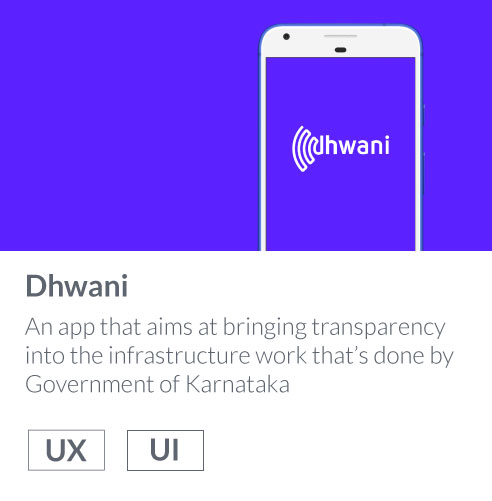 dhwani
Dhwani
An app that aims at bringing transparency
into the infrastructure work that's done by
Government of Karnataka
UX UI